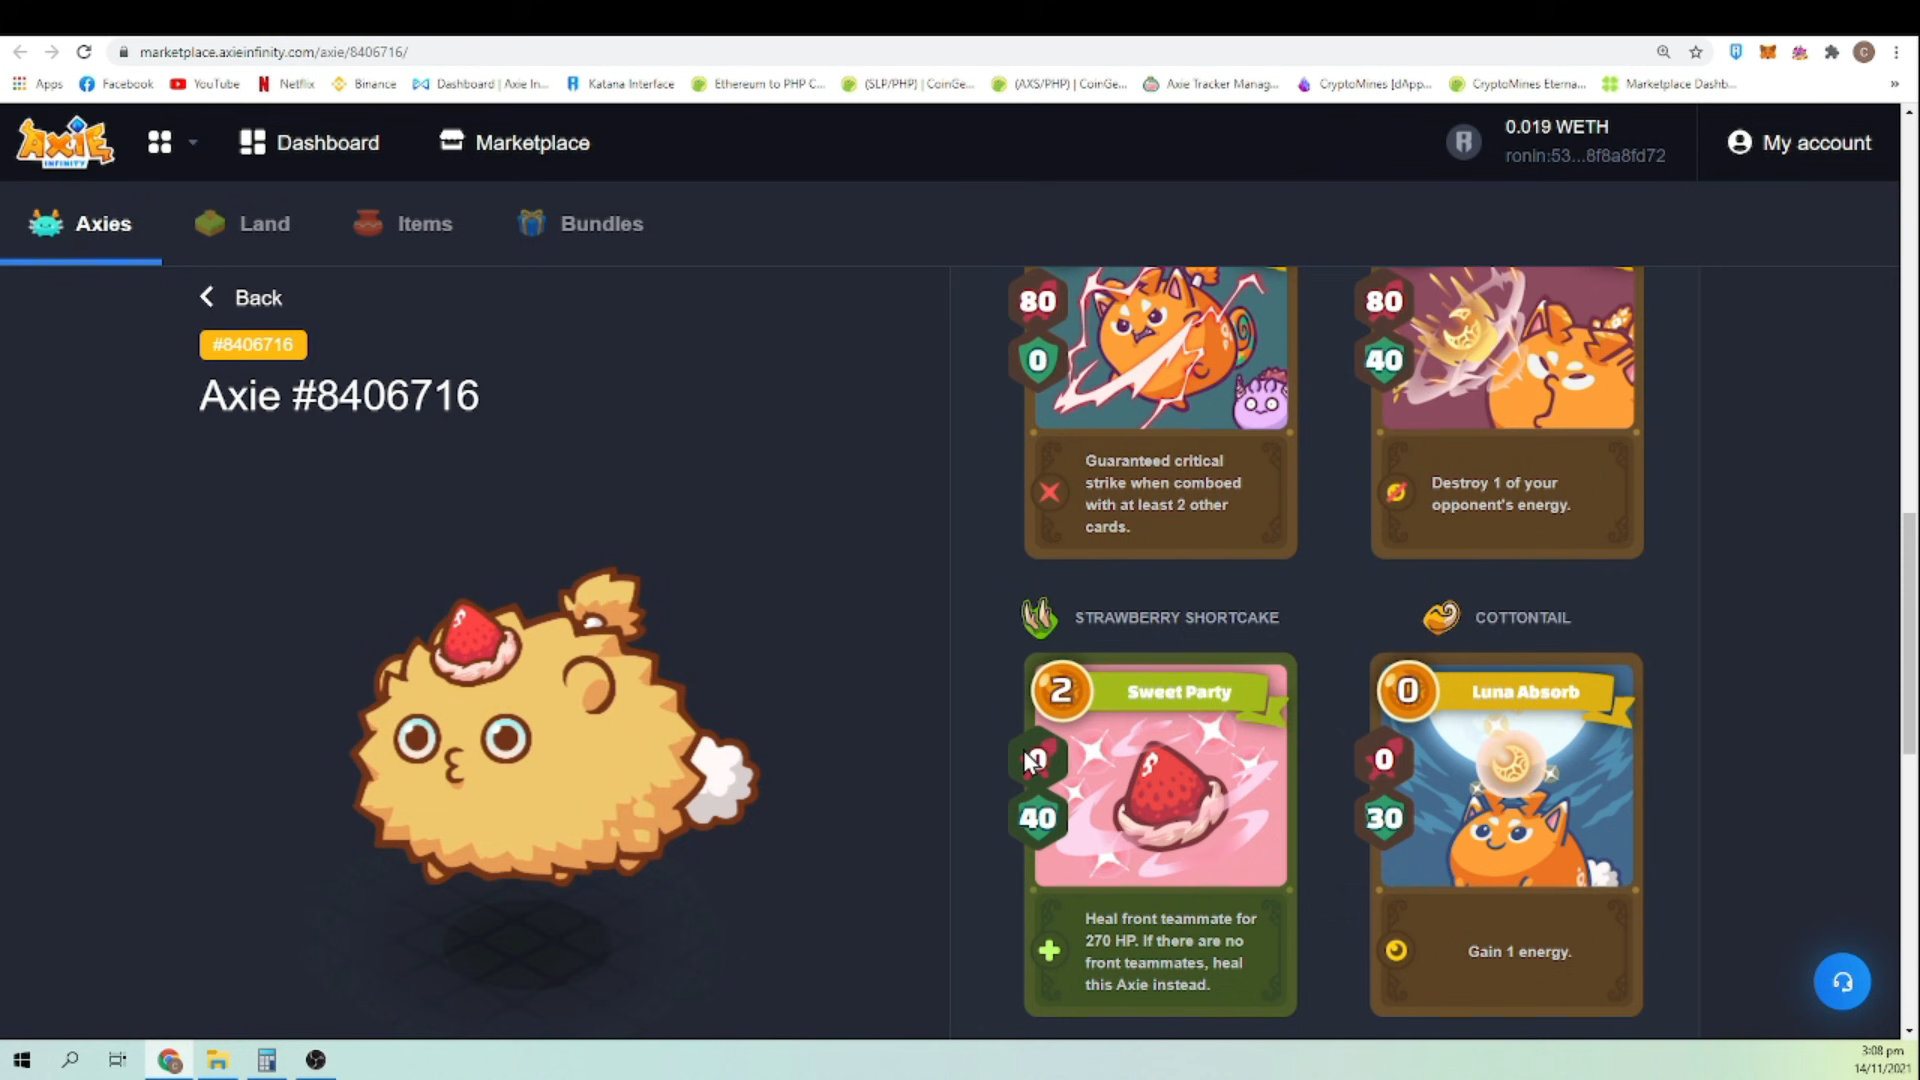 marketplace.axieinfinity.com/axie/8406716/
C
Apps
Facebook
YouTube
Netflix
Binance
Dashboard | Axie In...
Katana Interface
Ethereum to PHP C...
(SLP/PHP) | CoinGe...
(AXS/PHP) | CoinGe...
Axie Tracker Manag...
CryptoMines [dApp...
CryptoMines Eterna...
Marketplace Dashb...
»
AXIE
INFINITY
Dashboard
Marketplace
0.019 WETH
ronin:53...8f8a8fd72
My account
Axies
Land
Items
Bundles
Back
#8406716
Axie #8406716
80
0
Guaranteed critical
strike when comboed
with at least 2 other
cards.
80
40
Destroy 1 of your
opponent's energy.
STRAWBERRY SHORTCAKE
2
Sweet Party
0
40
Heal front teammate for
270 HP. If there are no
front teammates, heal
this Axie instead.
COTTONTAIL
0
Luna Absorb
0
30
Gain 1 energy.
3:08 pm
14/11/2021